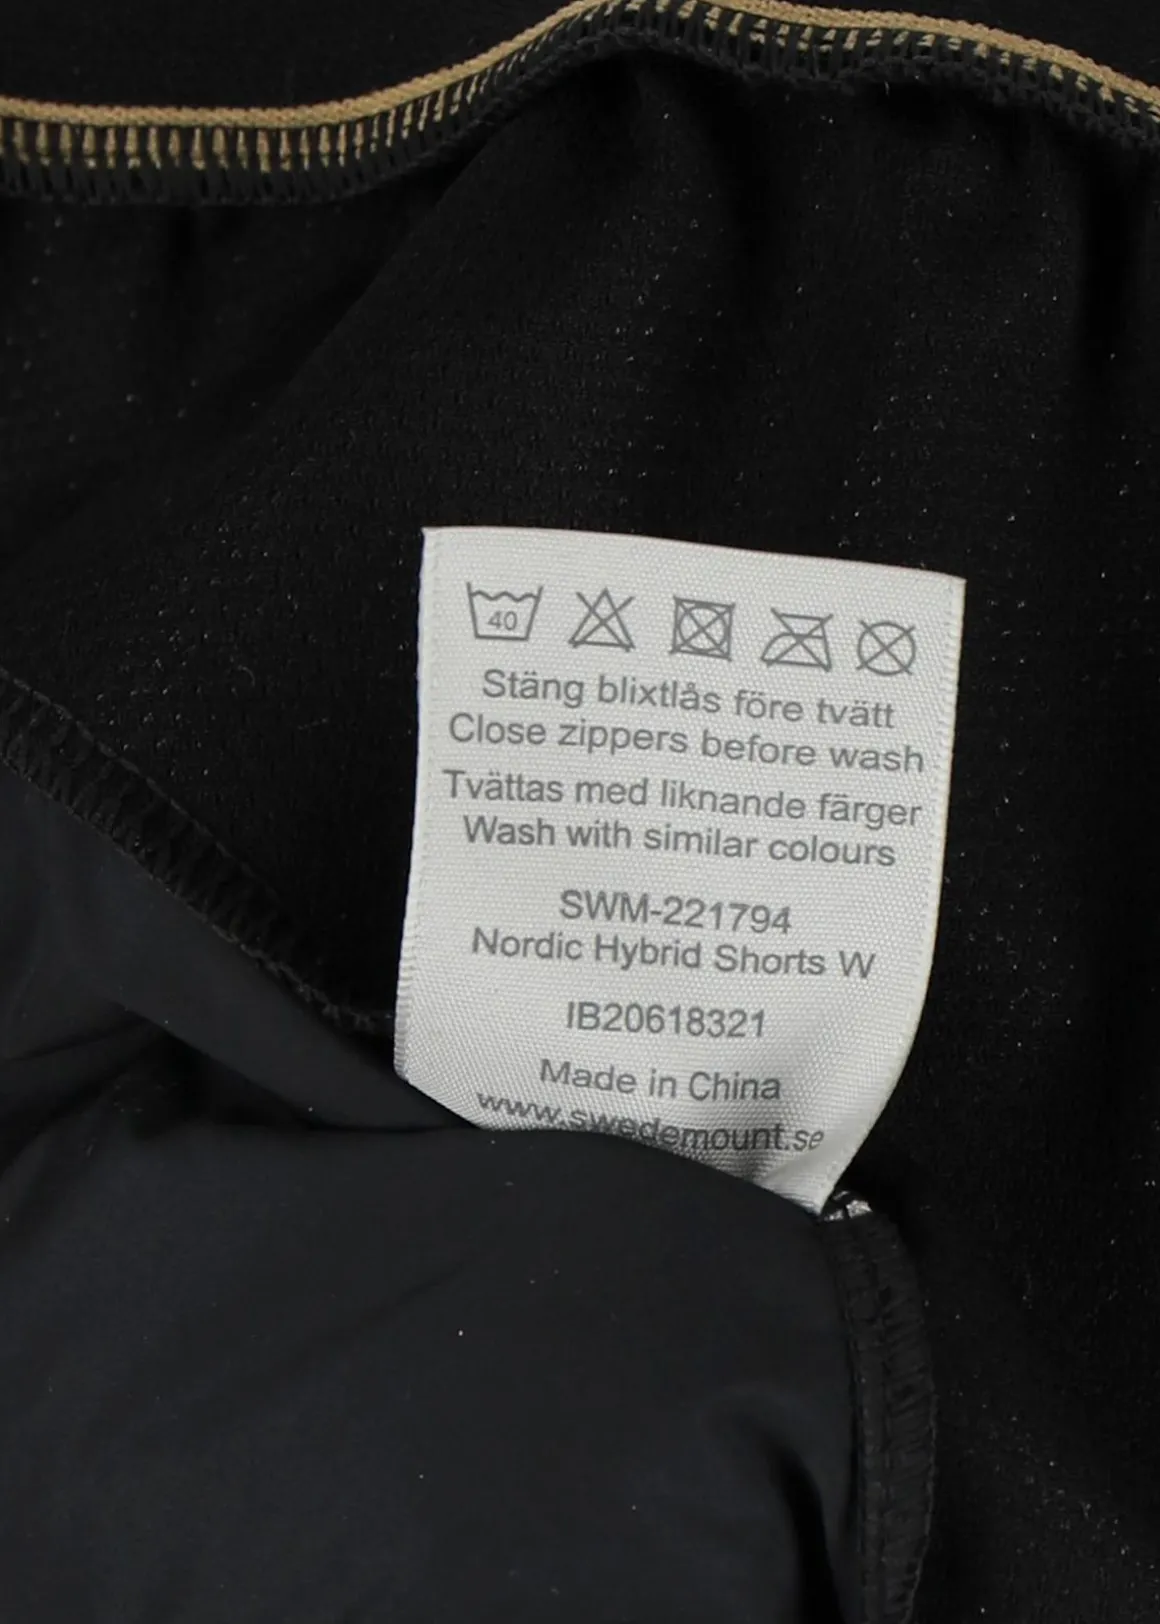 40
Stäng blixtlås före tvätt
Close zippers before wash
Tvättas med liknande färger
Wash with similar colours
SWM-221794
Nordic Hybrid Shorts W
IB20618321
Made in China
www.swedemount.se